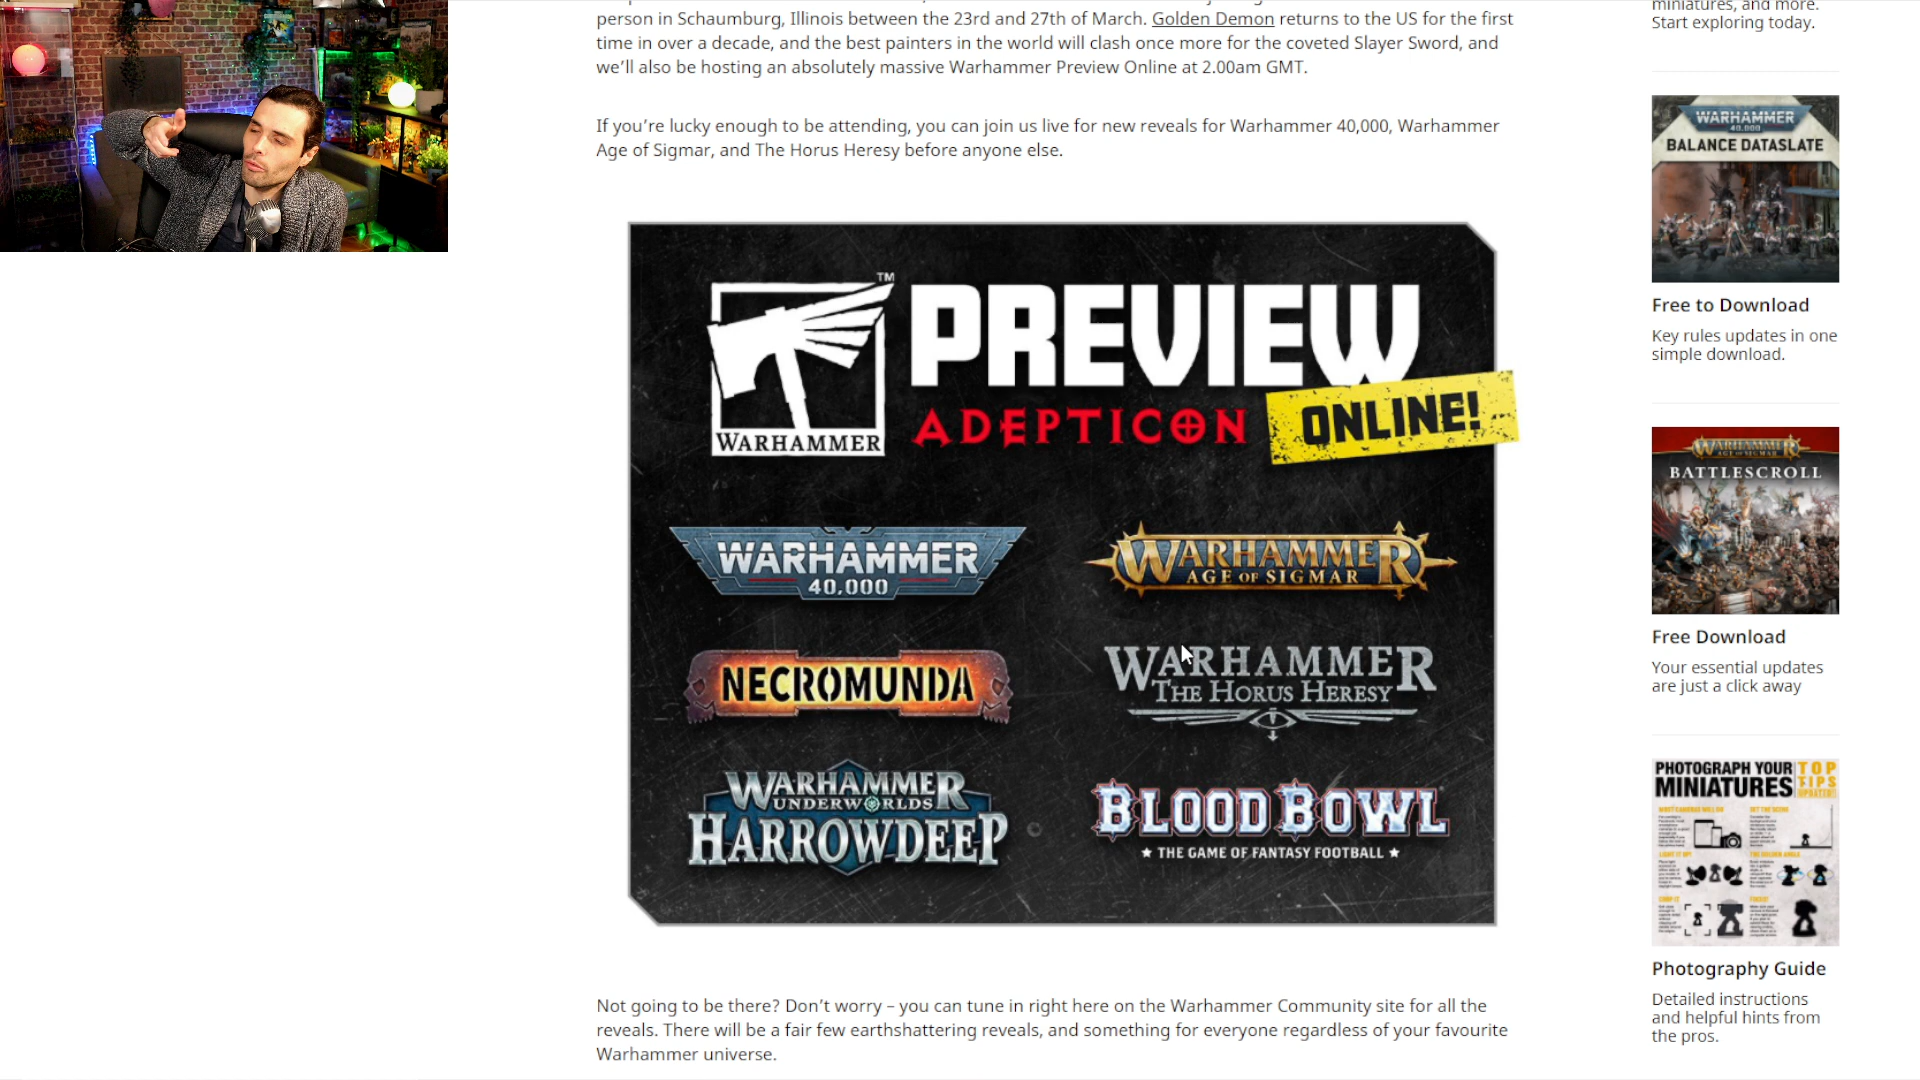 person in Schaumburg, Illinois between the 23rd and 27th of March. Golden Demon returns to the US for the first
time in over a decade, and the best painters in the world will clash once more for the coveted Slayer Sword, and
we’ll also be hosting an absolutely massive Warhammer Preview Online at 2.00am GMT.
If you’re lucky enough to be attending, you can join us live for new reveals for Warhammer 40,000, Warhammer
Age of Sigmar, and The Horus Heresy before anyone else.
TM
WARHAMMER
PREVIEW
ADEPTICON
ONLINE!
WARHAMMER
40,000
WARHAMMER
AGE OF SIGMAR
NECROMUNDA
WARHAMMER
THE HORUS HERESY
WARHAMMER
UNDERWORLDS
HARROWDEEP
BLOOD BOWL
★ THE GAME OF FANTASY FOOTBALL ★
Not going to be there? Don’t worry – you can tune in right here on the Warhammer Community site for all the
reveals. There will be a fair few earthshattering reveals, and something for everyone regardless of your favourite
Warhammer universe.
miniatures, and more.
Start exploring today.
WARHAMMER
40,000
BALANCE DATASLATE
Free to Download
Key rules updates in one
simple download.
WARHAMMER
AGE OF SIGMAR
BATTLESCROLL
Free Download
Your essential updates
are just a click away
PHOTOGRAPH YOUR
MINIATURES
TOP
TIPS
Photography Guide
Detailed instructions
and helpful hints from
the pros.